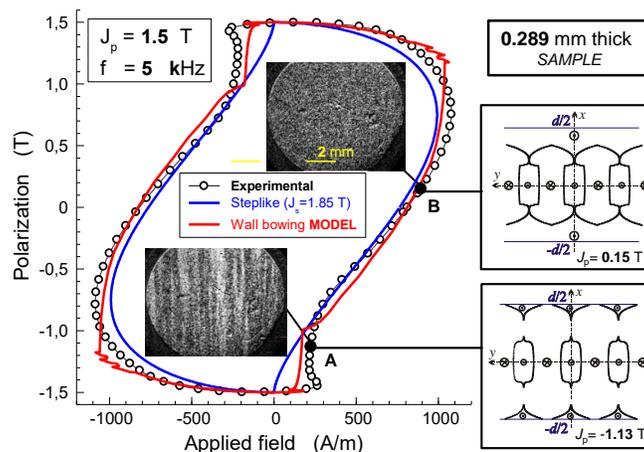 J_p = 1.5 T
f = 5 kHz
0.289 mm thick
SAMPLE
2 mm
Experimental
Steplike (J_s=1.85 T)
Wall bowing MODEL
B
A
Polarization (T)
1,5
1,0
0,5
0
-0,5
-1,0
-1,5
-1000
-500
0
500
1000
Applied field (A/m)
d/2
x
y
-d/2
J_p= 0.15 T
d/2
x
y
-d/2
J_p= -1.13 T